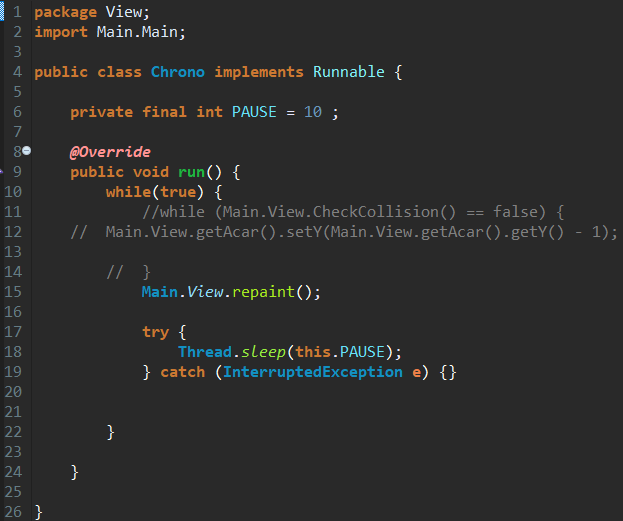 1 package View;
2 import Main.Main;
3
4 public class Chrono implements Runnable {
5
6     private final int PAUSE = 10 ;
7
8     @Override
9     public void run() {
10         while(true) {
11             //while (Main.View.CheckCollision() == false) {
12     //  Main.View.getAcar().setY(Main.View.getAcar().getY() - 1);
13
14         //  }
15             Main.View.repaint();
16
17             try {
18                 Thread.sleep(this.PAUSE);
19             } catch (InterruptedException e) {}
20
21
22         }
23
24     }
25
26 }